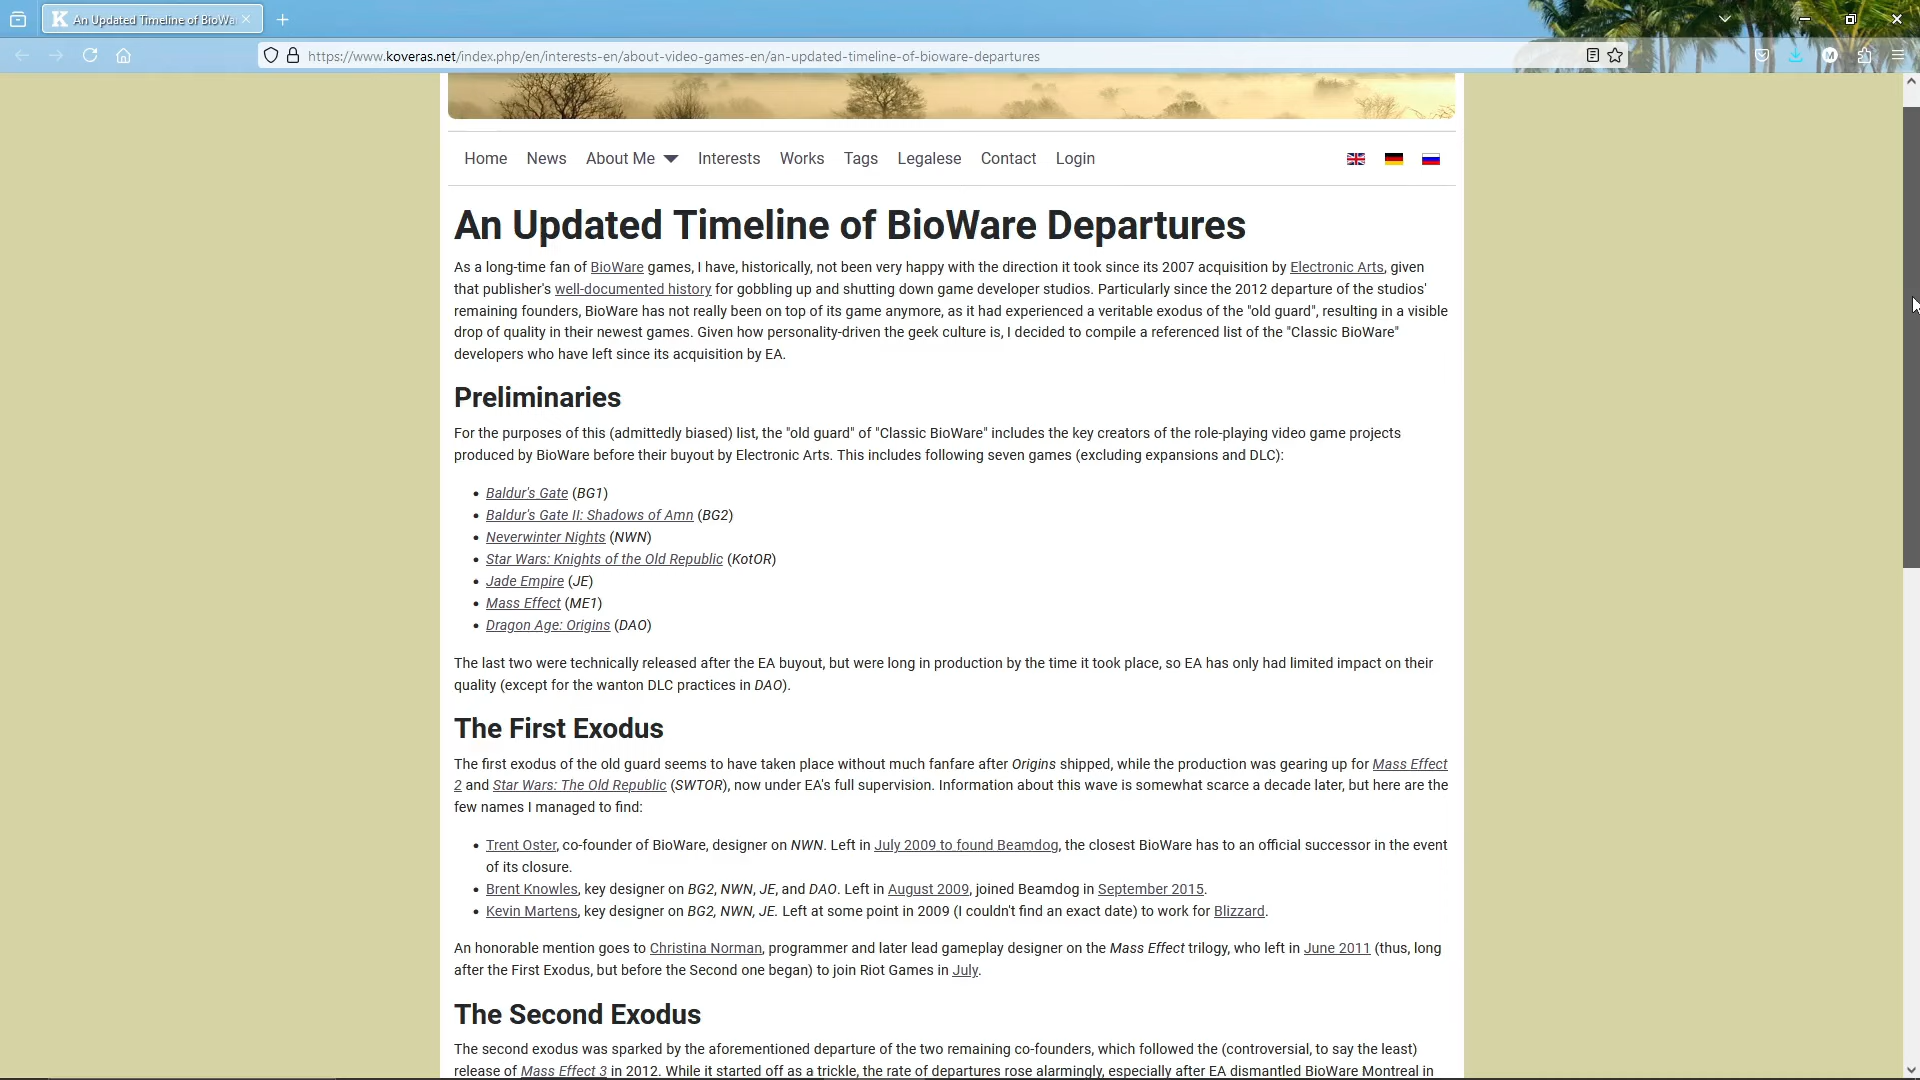 An Updated Timeline of BioWa
https://www.koveras.net/index.php/en/interests-en/about-video-games-en/an-updated-timeline-of-bioware-departures
M
Home News About Me Interests Works Tags Legalese Contact Login
An Updated Timeline of BioWare Departures
As a long-time fan of BioWare games, I have, historically, not been very happy with the direction it took since its 2007 acquisition by Electronic Arts, given
that publisher's well-documented history for gobbling up and shutting down game developer studios. Particularly since the 2012 departure of the studios'
remaining founders, BioWare has not really been on top of its game anymore, as it had experienced a veritable exodus of the "old guard", resulting in a visible
drop of quality in their newest games. Given how personality-driven the geek culture is, I decided to compile a referenced list of the "Classic BioWare"
developers who have left since its acquisition by EA.
Preliminaries
For the purposes of this (admittedly biased) list, the "old guard" of "Classic BioWare" includes the key creators of the role-playing video game projects
produced by BioWare before their buyout by Electronic Arts. This includes following seven games (excluding expansions and DLC):
• Baldur's Gate (BG1)
• Baldur's Gate II: Shadows of Amn (BG2)
• Neverwinter Nights (NWN)
• Star Wars: Knights of the Old Republic (KotOR)
• Jade Empire (JE)
• Mass Effect (ME1)
• Dragon Age: Origins (DAO)
The last two were technically released after the EA buyout, but were long in production by the time it took place, so EA has only had limited impact on their
quality (except for the wanton DLC practices in DAO).
The First Exodus
The first exodus of the old guard seems to have taken place without much fanfare after Origins shipped, while the production was gearing up for Mass Effect
2 and Star Wars: The Old Republic (SWTOR), now under EA's full supervision. Information about this wave is somewhat scarce a decade later, but here are the
few names I managed to find:
• Trent Oster, co-founder of BioWare, designer on NWN. Left in July 2009 to found Beamdog, the closest BioWare has to an official successor in the event
of its closure.
• Brent Knowles, key designer on BG2, NWN, JE, and DAO. Left in August 2009, joined Beamdog in September 2015.
• Kevin Martens, key designer on BG2, NWN, JE. Left at some point in 2009 (I couldn't find an exact date) to work for Blizzard.
An honorable mention goes to Christina Norman, programmer and later lead gameplay designer on the Mass Effect trilogy, who left in June 2011 (thus, long
after the First Exodus, but before the Second one began) to join Riot Games in July.
The Second Exodus
The second exodus was sparked by the aforementioned departure of the two remaining co-founders, which followed the (controversial, to say the least)
release of Mass Effect 3 in 2012. While it started off as a trickle, the rate of departures rose alarmingly, especially after EA dismantled BioWare Montreal in